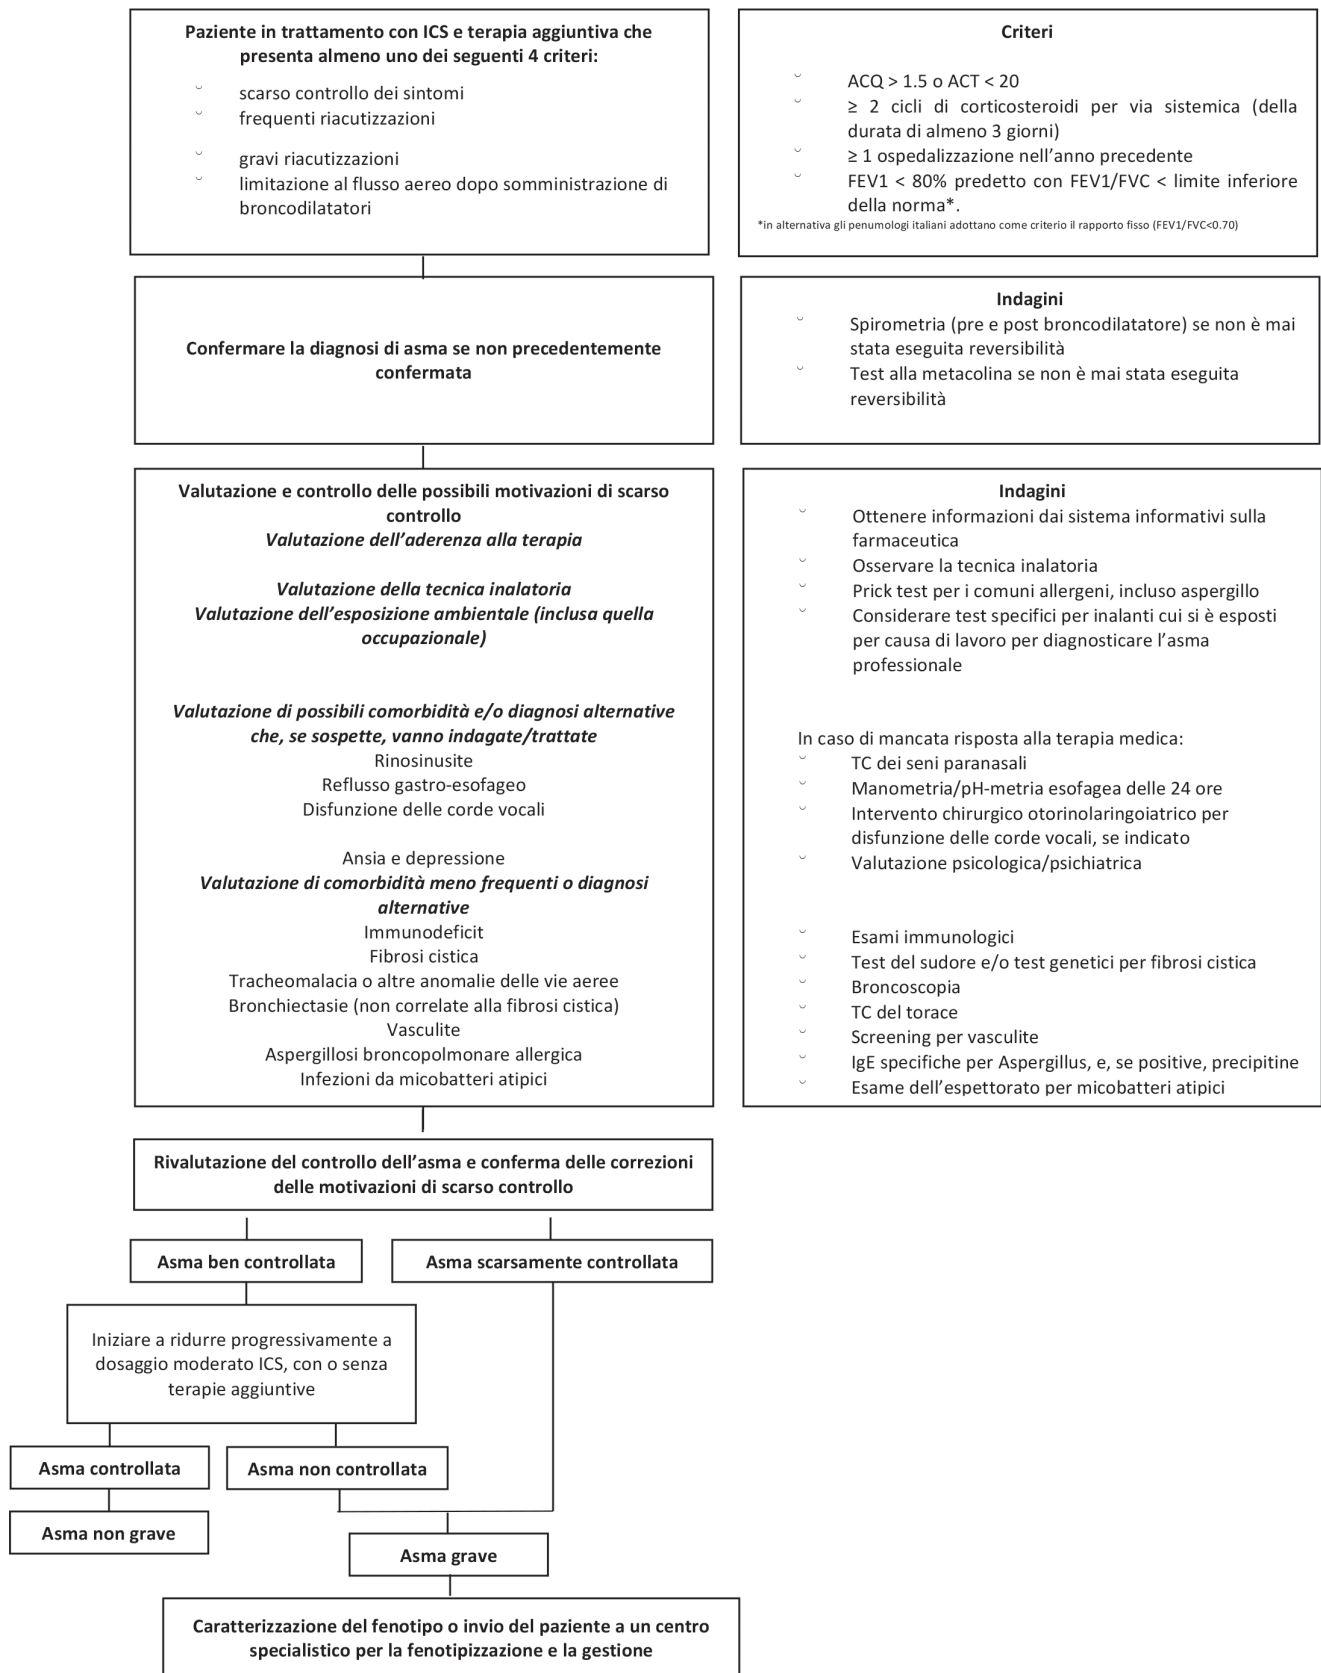 Paziente in trattamento con ICS e terapia aggiuntiva che
presenta almeno uno dei seguenti 4 criteri:
scarso controllo dei sintomi
frequenti riacutizzazioni
gravi riacutizzazioni
limitazione al flusso aereo dopo somministrazione di
broncodilatatori
Criteri
ACQ > 1.5 o ACT < 20
≥ 2 cicli di corticosteroidi per via sistemica (della
durata di almeno 3 giorni)
≥ 1 ospedalizzazione nell’anno precedente
FEV1 < 80% predetto con FEV1/FVC < limite inferiore
della norma*.
*in alternativa gli penumologi italiani adottano come criterio il rapporto fisso (FEV1/FVC<0.70)
Confermare la diagnosi di asma se non precedentemente
confermata
Indagini
Spirometria (pre e post broncodilatatore) se non è mai
stata eseguita reversibilità
Test alla metacolina se non è mai stata eseguita
reversibilità
Valutazione e controllo delle possibili motivazioni di scarso
controllo
Valutazione dell’aderenza alla terapia
Valutazione della tecnica inalatoria
Valutazione dell’esposizione ambientale (inclusa quella
occupazionale)
Valutazione di possibili comorbidità e/o diagnosi alternative
che, se sospette, vanno indagate/trattate
Rinosinusite
Reflusso gastro-esofageo
Disfunzione delle corde vocali
Ansia e depressione
Valutazione di comorbidità meno frequenti o diagnosi
alternative
Immunodeficit
Fibrosi cistica
Tracheomalacia o altre anomalie delle vie aeree
Bronchiectasie (non correlate alla fibrosi cistica)
Vasculite
Aspergillosi broncopolmonare allergica
Infezioni da micobatteri atipici
Indagini
Ottenere informazioni dai sistema informativi sulla
farmaceutica
Osservare la tecnica inalatoria
Prick test per i comuni allergeni, incluso aspergillo
Considerare test specifici per inalanti cui si è esposti
per causa di lavoro per diagnosticare l’asma
professionale
In caso di mancata risposta alla terapia medica:
TC dei seni paranasali
Manometria/pH-metria esofagea delle 24 ore
Intervento chirurgico otorinolaringoiatrico per
disfunzione delle corde vocali, se indicato
Valutazione psicologica/psichiatrica
Esami immunologici
Test del sudore e/o test genetici per fibrosi cistica
Broncoscopia
TC del torace
Screening per vasculite
IgE specifiche per Aspergillus, e, se positive, precipitine
Esame dell’espettorato per micobatteri atipici
Rivalutazione del controllo dell’asma e conferma delle correzioni
delle motivazioni di scarso controllo
Asma ben controllata
Asma scarsamente controllata
Iniziare a ridurre progressivamente a
dosaggio moderato ICS, con o senza
terapie aggiuntive
Asma controllata
Asma non controllata
Asma non grave
Asma grave
Caratterizzazione del fenotipo o invio del paziente a un centro
specialistico per la fenotipizzazione e la gestione